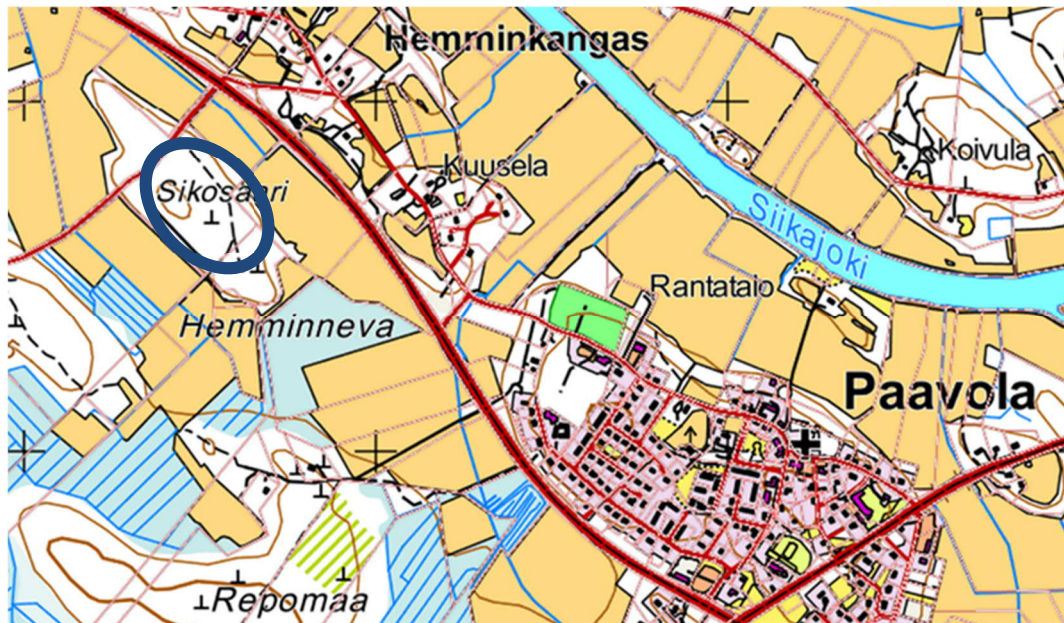 Hemminkangas
Koivula
Kuusela
Sikosaari
Siikajoki
Rantataio
Hemminneva
Paavola
Repomaa